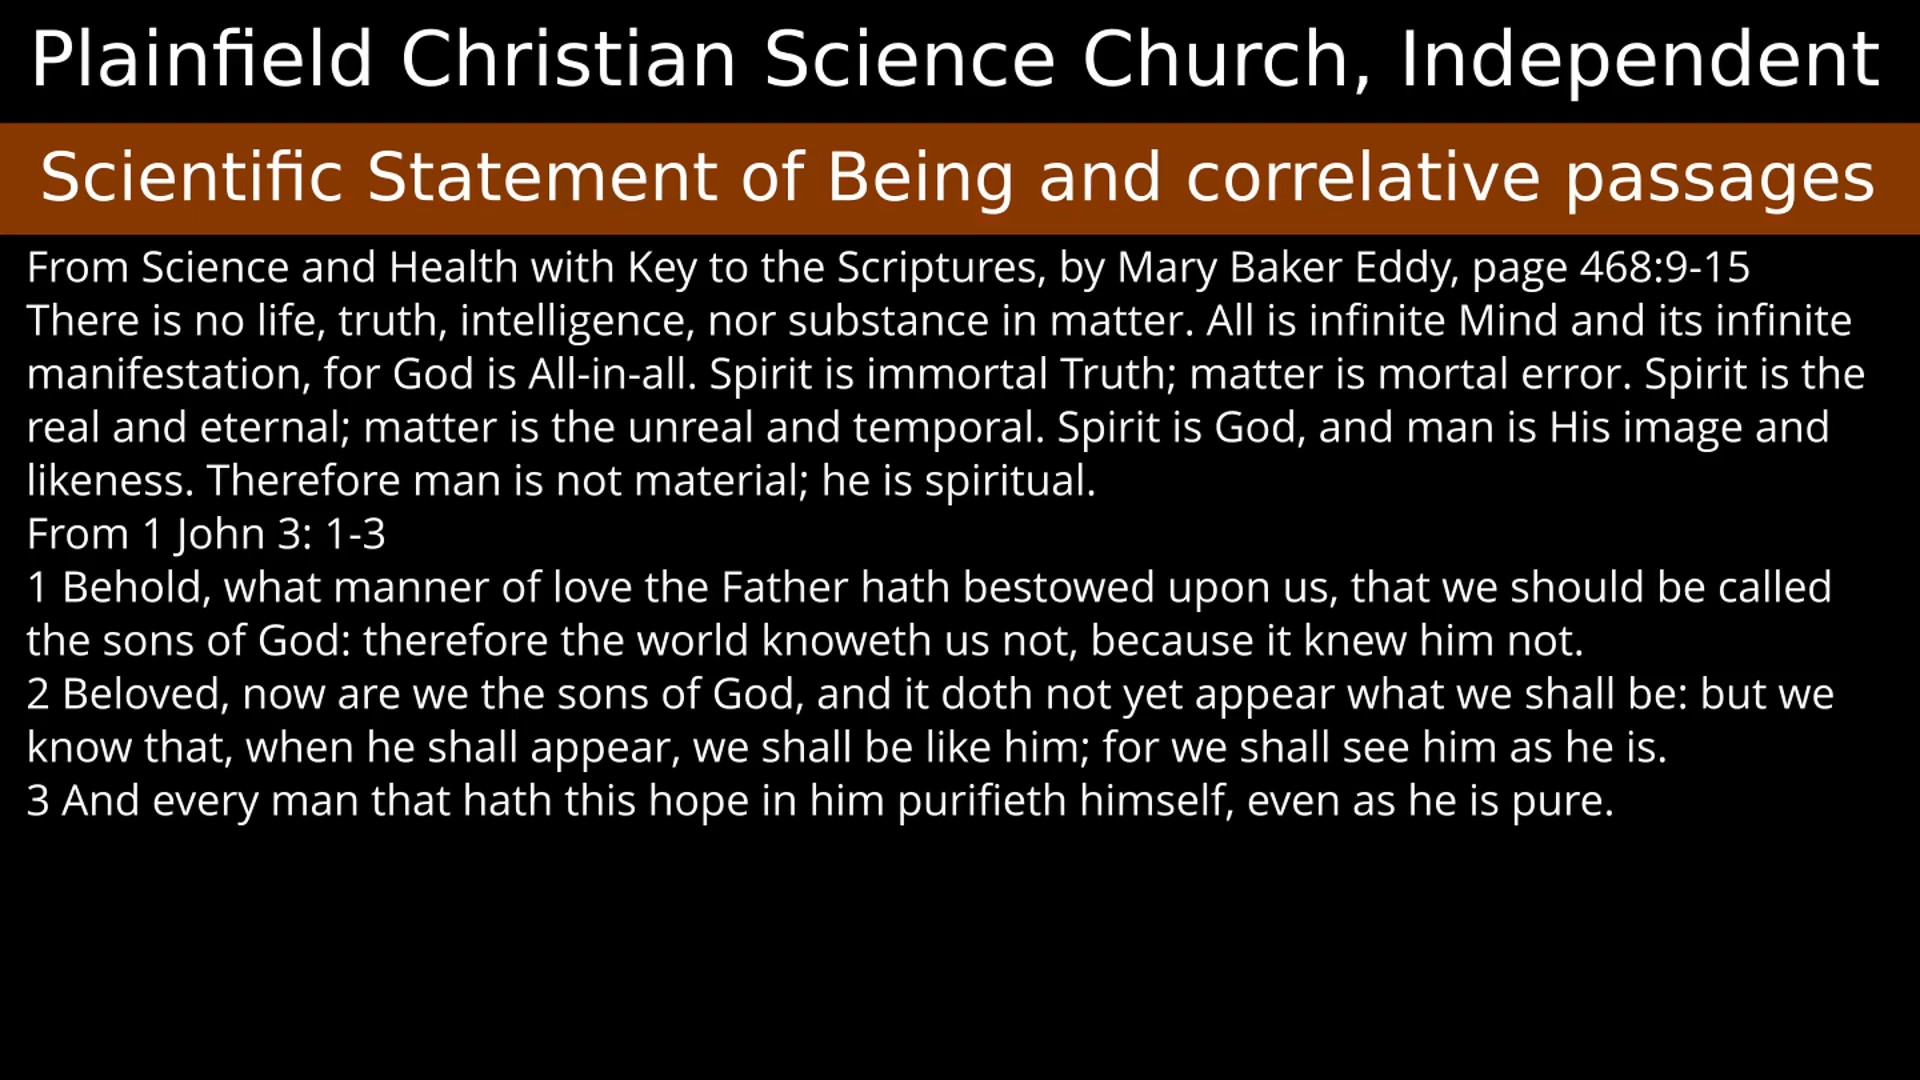 Plainfield Christian Science Church, Independent
Scientific Statement of Being and correlative passages
From Science and Health with Key to the Scriptures, by Mary Baker Eddy, page 468:9-15
There is no life, truth, intelligence, nor substance in matter. All is infinite Mind and its infinite
manifestation, for God is All-in-all. Spirit is immortal Truth; matter is mortal error. Spirit is the
real and eternal; matter is the unreal and temporal. Spirit is God, and man is His image and
likeness. Therefore man is not material; he is spiritual.
From 1 John 3: 1-3
1 Behold, what manner of love the Father hath bestowed upon us, that we should be called
the sons of God: therefore the world knoweth us not, because it knew him not.
2 Beloved, now are we the sons of God, and it doth not yet appear what we shall be: but we
know that, when he shall appear, we shall be like him; for we shall see him as he is.
3 And every man that hath this hope in him purifieth himself, even as he is pure.